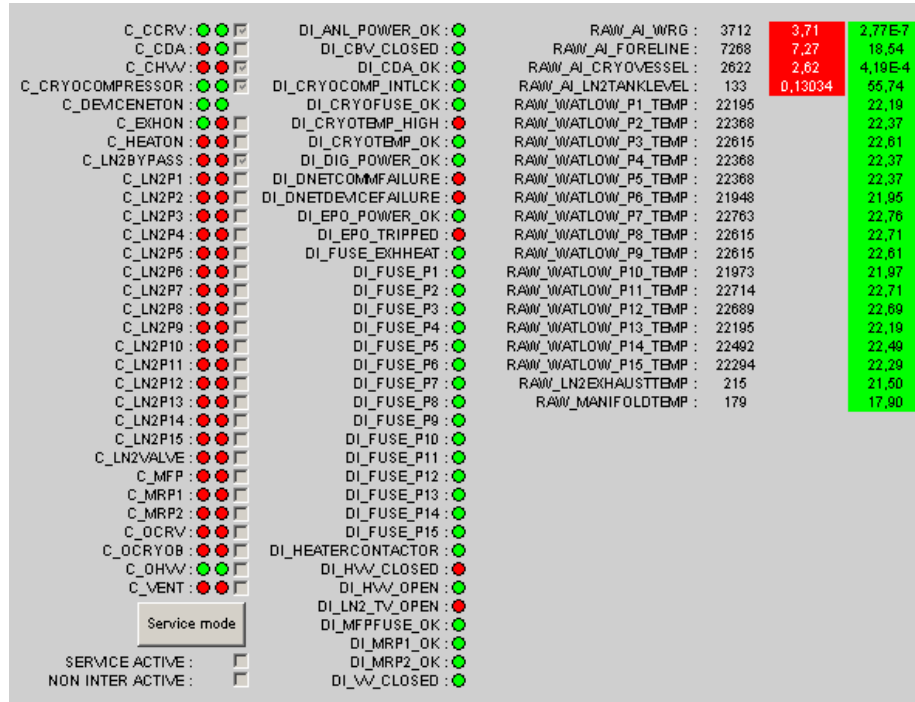 C_CCRV : DI_ANL_POWER_OK : RAW_AI_WRG : 3712 3,71 2,77E-7
C_CDA : DI_CBV_CLOSED : RAW_AI_FORELINE : 7268 7,27 18,54
C_CHVV : DI_CDA_OK : RAW_AI_CRYOVESSEL : 2622 2,62 4,19E-4
C_CRYOCOMPRESSOR : DI_CRYOCOMP_INTLCK : RAW_AI_LN2TANKLEVEL : 133 0,13034 55,74
C_DEVICENETON : DI_CRYOFUSE_OK : RAW_WATLOW_P1_TEMP : 22195 22,19
C_EXHON : DI_CRYOTEMP_HIGH : RAW_WATLOW_P2_TEMP : 22368 22,37
C_HEATON : DI_CRYOTEMP_OK : RAW_WATLOW_P3_TEMP : 22615 22,61
C_LN2BYPASS : DI_DIG_POWER_OK : RAW_WATLOW_P4_TEMP : 22368 22,37
C_LN2P1 : DI_DNETCOMMFAILURE : RAW_WATLOW_P5_TEMP : 22368 22,37
C_LN2P2 : DI_DNETDEVICEFAILURE : RAW_WATLOW_P6_TEMP : 21948 21,95
C_LN2P3 : DI_EPO_POWER_OK : RAW_WATLOW_P7_TEMP : 22763 22,76
C_LN2P4 : DI_EPO_TRIPPED : RAW_WATLOW_P8_TEMP : 22615 22,71
C_LN2P5 : DI_FUSE_EXHHEAT : RAW_WATLOW_P9_TEMP : 22615 22,61
C_LN2P6 : DI_FUSE_P1 : RAW_WATLOW_P10_TEMP : 21973 21,97
C_LN2P7 : DI_FUSE_P2 : RAW_WATLOW_P11_TEMP : 22714 22,71
C_LN2P8 : DI_FUSE_P3 : RAW_WATLOW_P12_TEMP : 22689 22,69
C_LN2P9 : DI_FUSE_P4 : RAW_WATLOW_P13_TEMP : 22195 22,19
C_LN2P10 : DI_FUSE_P5 : RAW_WATLOW_P14_TEMP : 22492 22,49
C_LN2P11 : DI_FUSE_P6 : RAW_WATLOW_P15_TEMP : 22294 22,29
C_LN2P12 : DI_FUSE_P7 : RAW_LN2EXHAUSTTEMP : 215 21,50
C_LN2P13 : DI_FUSE_P8 : RAW_MANIFOLDTEMP : 179 17,90
C_LN2P14 : DI_FUSE_P9 :
C_LN2P15 : DI_FUSE_P10 :
C_LN2VALVE : DI_FUSE_P11 :
C_MFP : DI_FUSE_P12 :
C_MRP1 : DI_FUSE_P13 :
C_MRP2 : DI_FUSE_P14 :
C_OCRV : DI_FUSE_P15 :
C_OCRYOB : DI_HEATERCONTACTOR :
C_OHVV : DI_HVV_CLOSED :
C_VENT : DI_HVV_OPEN :
DI_LN2_TV_OPEN :
Service mode DI_MFPFUSE_OK :
DI_MRP1_OK :
SERVICE ACTIVE : DI_MRP2_OK :
NON INTER ACTIVE : DI_VV_CLOSED :